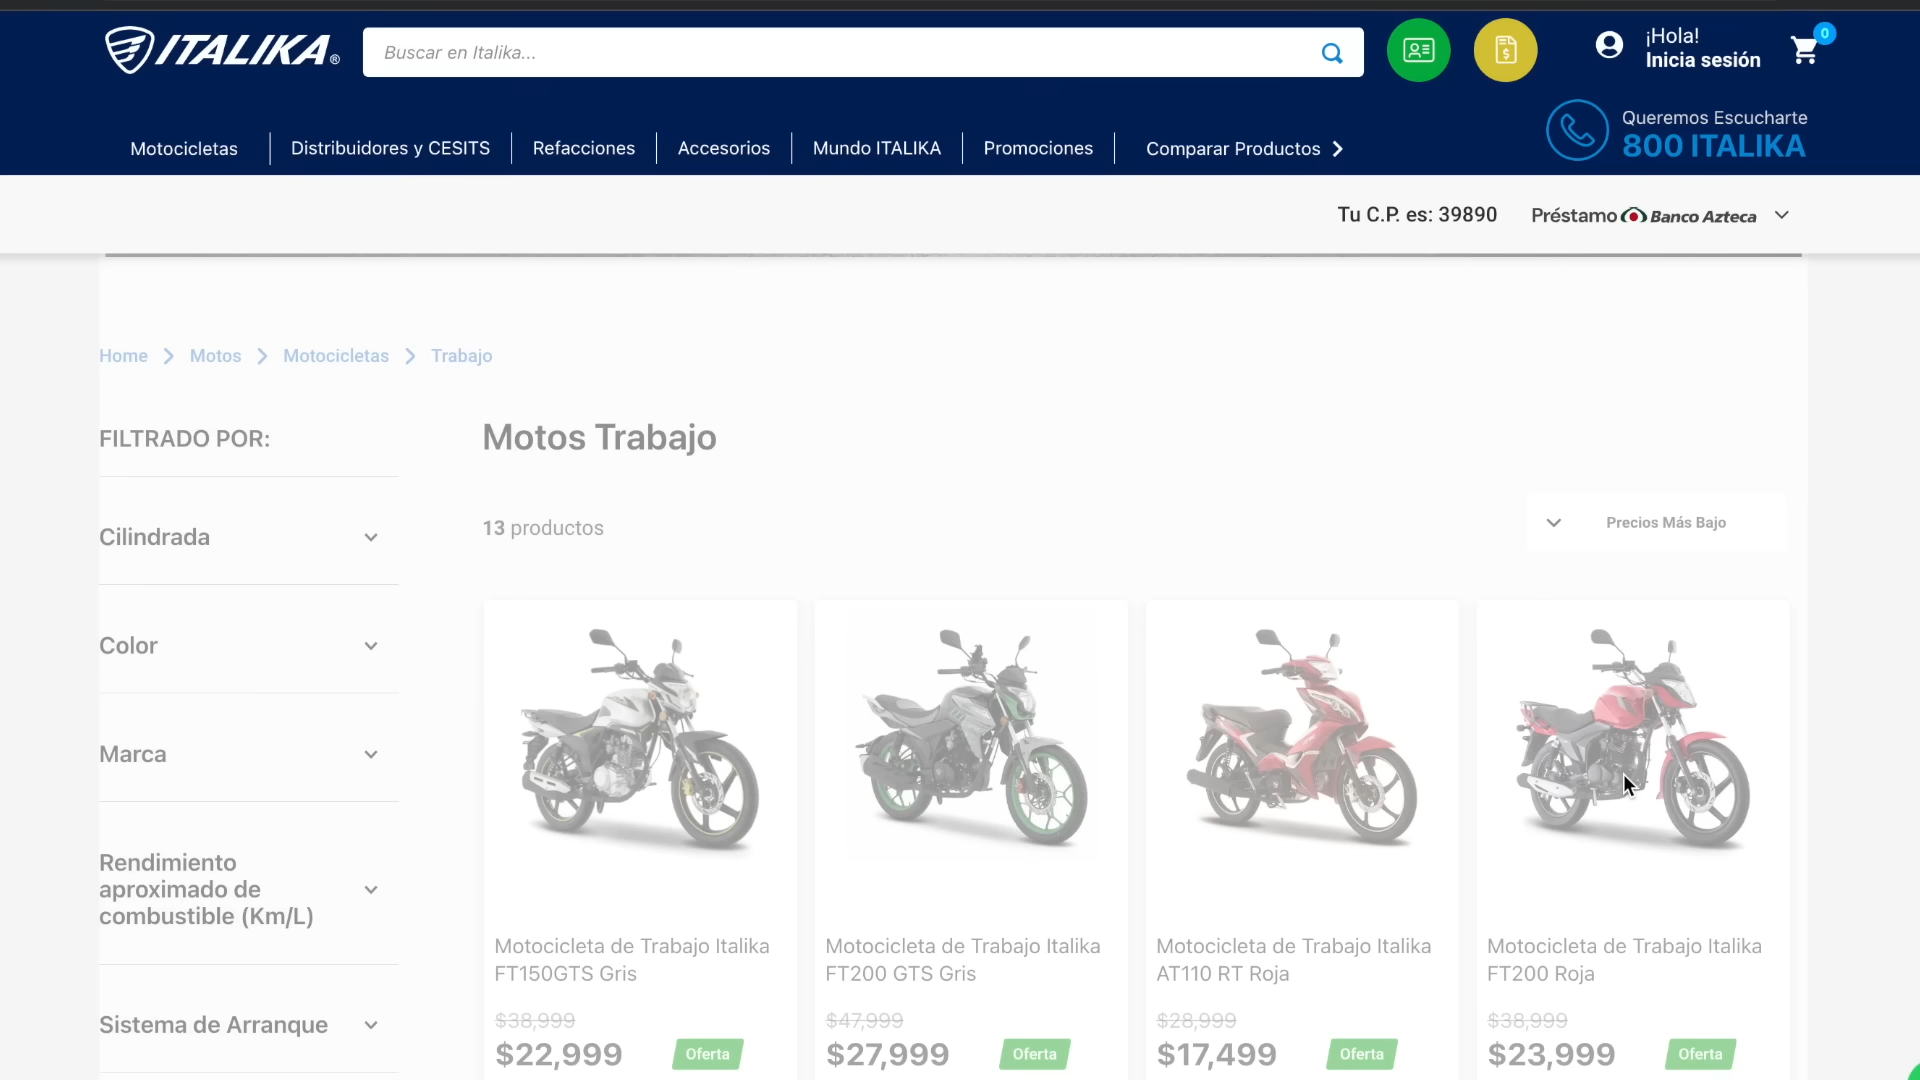 ITALIKA®
Buscar en Italika...
¡Hola!
Inicia sesión
0
Motocicletas
Distribuidores y CESITS
Refacciones
Accesorios
Mundo ITALIKA
Promociones
Comparar Productos
Queremos Escucharte
800 ITALIKA
Tu C.P. es: 39890
Préstamo Banco Azteca
Home
Motos
Motocicletas
Trabajo
FILTRADO POR:
Motos Trabajo
13 productos
Precios Más Bajo
Cilindrada
Color
Marca
Rendimiento
aproximado de
combustible (Km/L)
Sistema de Arranque
Motocicleta de Trabajo Italika
FT150GTS Gris
$38,999
$22,999
Oferta
Motocicleta de Trabajo Italika
FT200 GTS Gris
$47,999
$27,999
Oferta
Motocicleta de Trabajo Italika
AT110 RT Roja
$28,999
$17,499
Oferta
Motocicleta de Trabajo Italika
FT200 Roja
$38,999
$23,999
Oferta